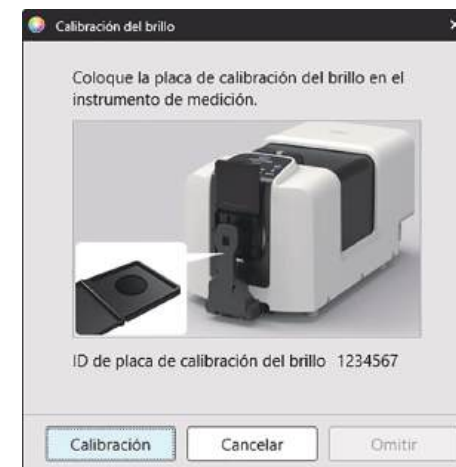 Calibración del brillo
Coloque la placa de calibración del brillo en el
instrumento de medición.
ID de placa de calibración del brillo 1234567
Calibración
Cancelar
Omitir